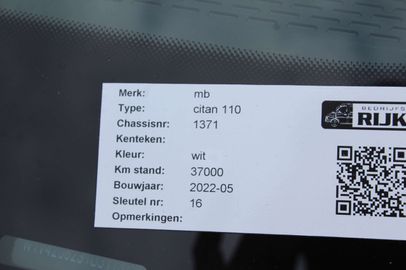 Merk: mb
Type: citan 110
Chassisnr: 1371
Kenteken:
Kleur: wit
Km stand: 37000
Bouwjaar: 2022-05
Sleutel nr: 16
Opmerkingen:
BEDRIJFS
RIJK